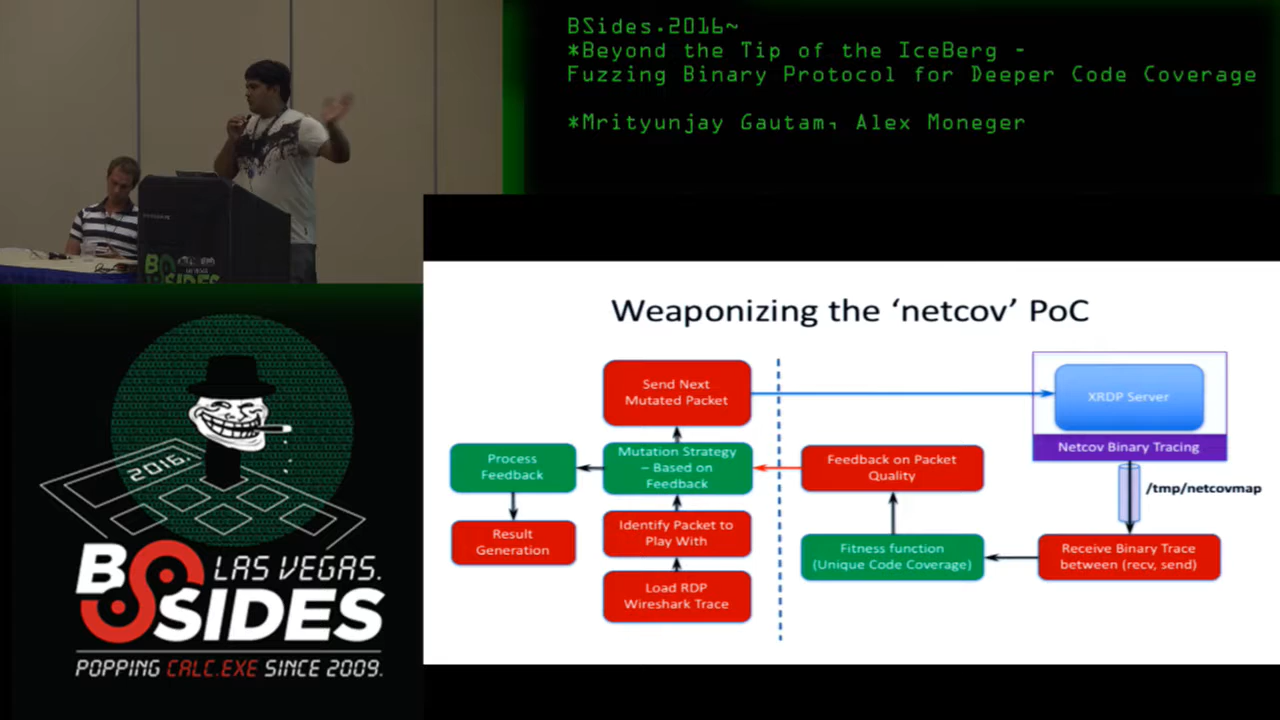 BSides.2016~
*Beyond the Tip of the IceBerg -
Fuzzing Binary Protocol for Deeper Code Coverage
*Mrityunjay Gautam, Alex Moneger
Weaponizing the ‘netcov’ PoC
Send Next
Mutated Packet
XRDP Server
Netcov Binary Tracing
Process
Feedback
Mutation Strategy
– Based on
Feedback
Feedback on Packet
Quality
/tmp/netcovmap
Result
Generation
Identify Packet to
Play With
Fitness function
(Unique Code Coverage)
Receive Binary Trace
between (recv, send)
Load RDP
Wireshark Trace
BSIDES
2016.
BSIDES
LAS VEGAS.
POPPING CALC.EXE SINCE 2009.